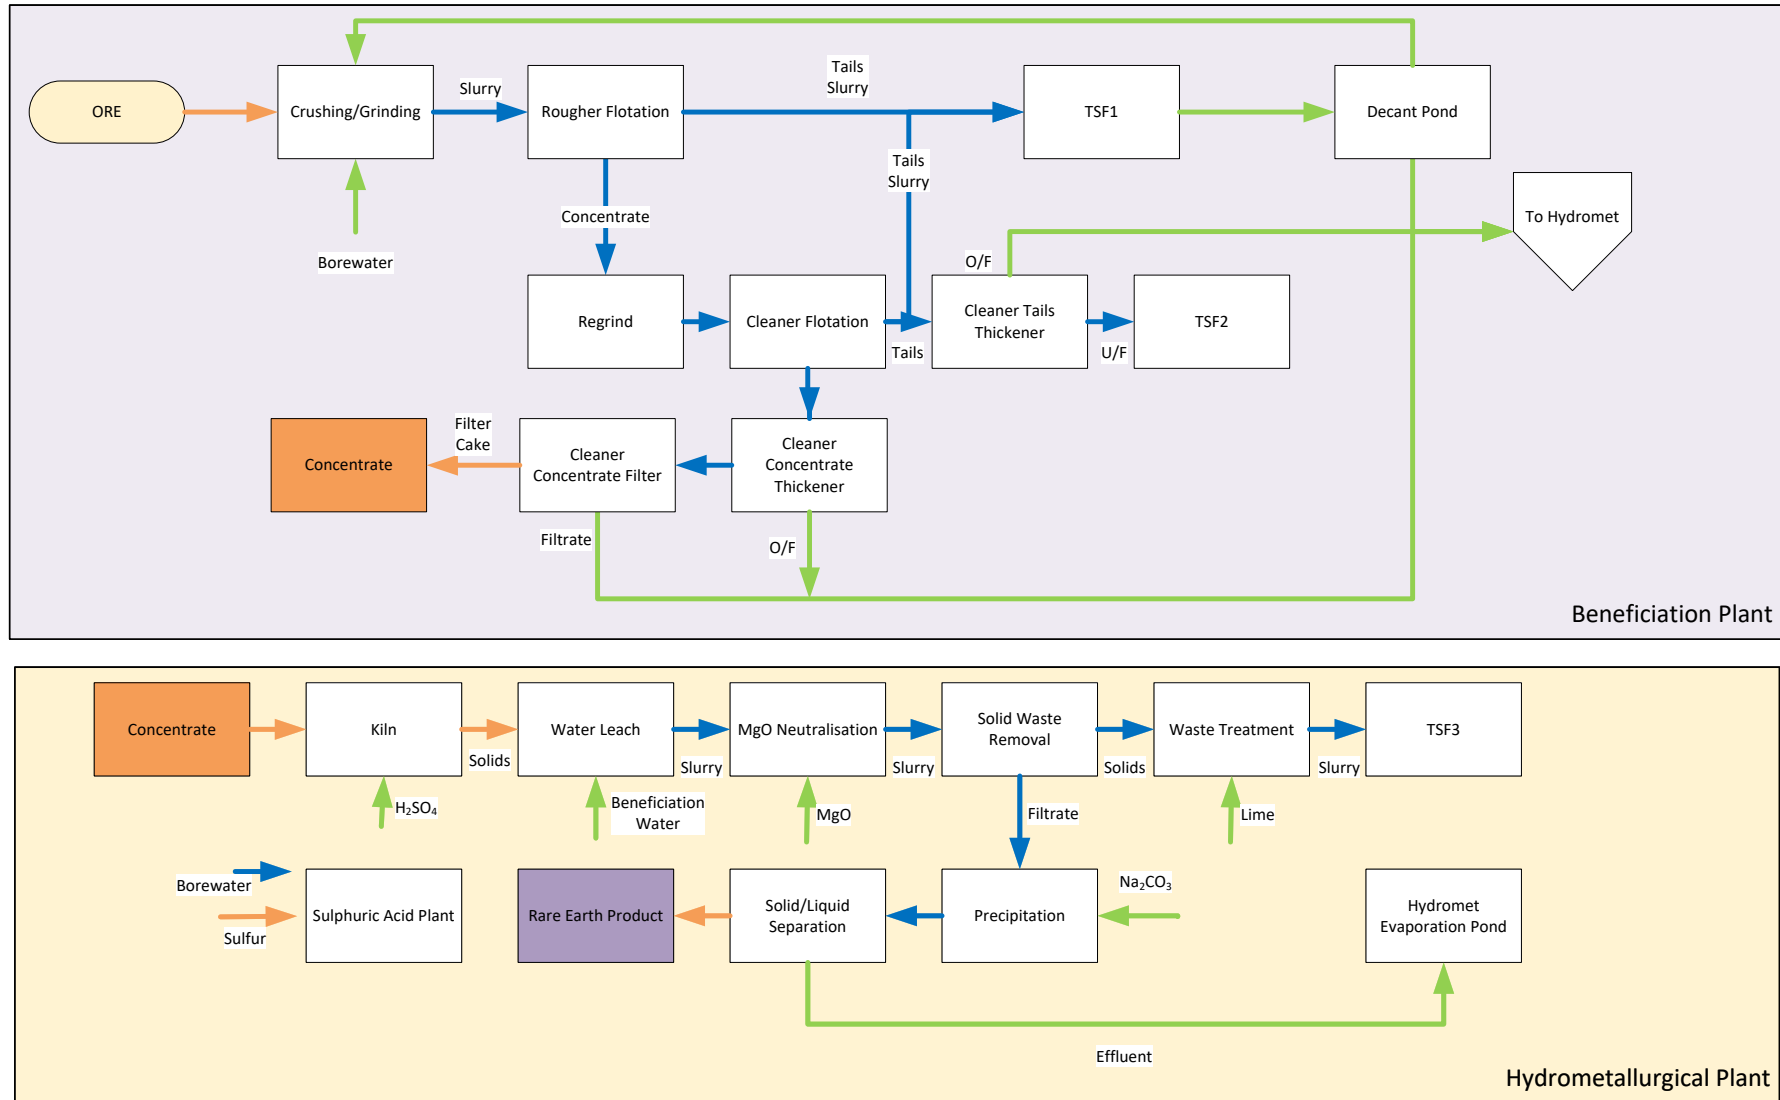 ORE
Crushing/Grinding
Slurry
Rougher Flotation
Tails
Slurry
TSF1
Decant Pond
Borewater
Concentrate
Tails
Slurry
To Hydromet
O/F
Regrind
Cleaner Flotation
Tails
Cleaner Tails
Thickener
U/F
TSF2
Concentrate
Filter
Cake
Cleaner
Concentrate Filter
Cleaner
Concentrate
Thickener
Filtrate
O/F
Beneficiation Plant
Concentrate
Kiln
Solids
Water Leach
Slurry
MgO Neutralisation
Slurry
Solid Waste
Removal
Solids
Waste Treatment
Slurry
TSF3
H₂SO₄
Beneficiation
Water
MgO
Filtrate
Lime
Borewater
Sulfur
Sulphuric Acid Plant
Rare Earth Product
Solid/Liquid
Separation
Precipitation
Na₂CO₃
Hydromet
Evaporation Pond
Effluent
Hydrometallurgical Plant